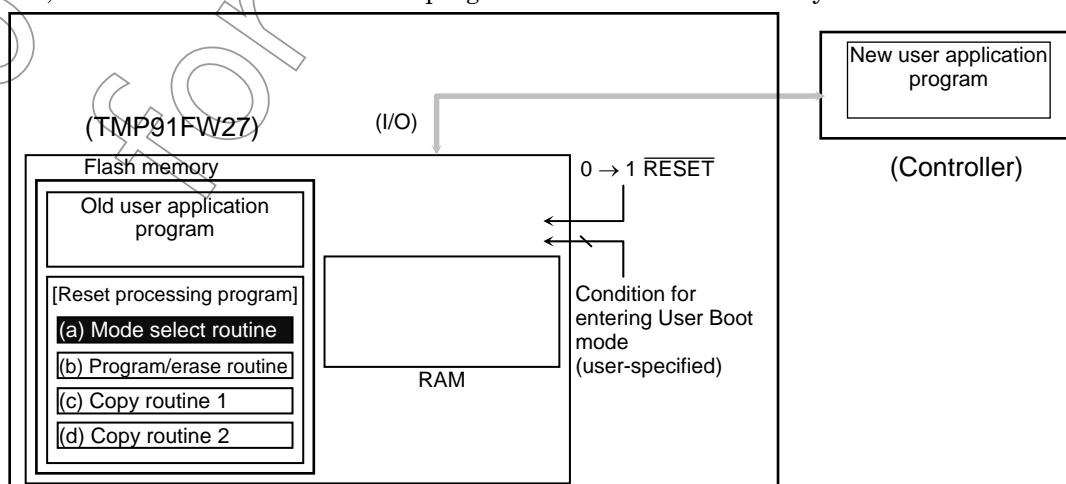 New user application
program
(TMP91FW27)
(I/O)
(Controller)
Flash memory
0 → 1 RESET
Old user application
program
[Reset processing program]
(a) Mode select routine
(b) Program/erase routine
(c) Copy routine 1
(d) Copy routine 2
RAM
Condition for
entering User Boot
mode
(user-specified)